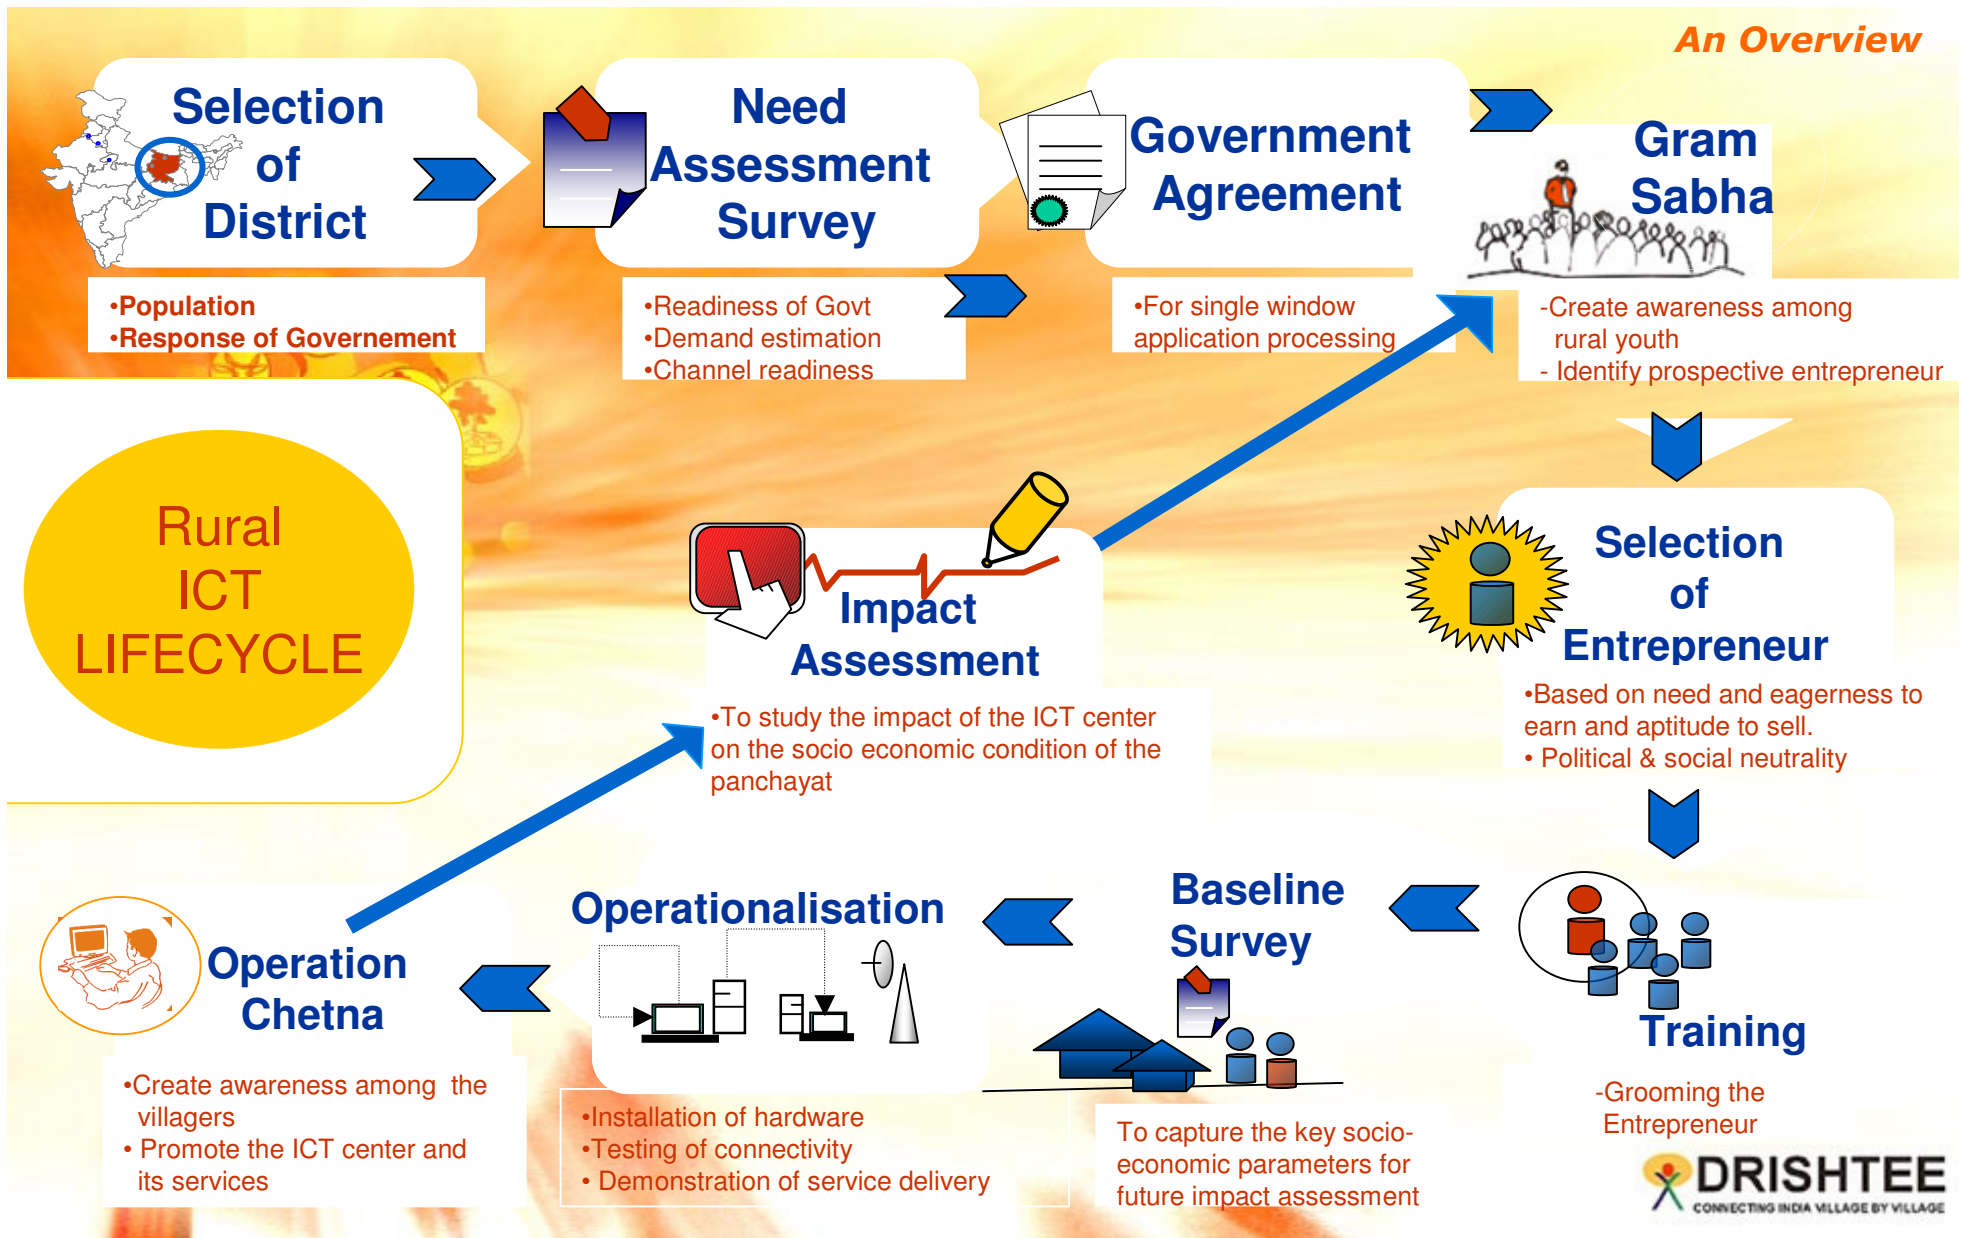 An Overview
Selection
of
District
•Population
•Response of Governement
Need
Assessment
Survey
•Readiness of Govt
•Demand estimation
•Channel readiness
Government
Agreement
•For single window
application processing
Gram
Sabha
-Create awareness among
rural youth
- Identify prospective entrepreneur
Rural
ICT
LIFECYCLE
Impact
Assessment
•To study the impact of the ICT center
on the socio economic condition of the
panchayat
Selection
of
Entrepreneur
•Based on need and eagerness to
earn and aptitude to sell.
• Political & social neutrality
Operation
Chetna
•Create awareness among the
villagers
• Promote the ICT center and
its services
Operationalisation
•Installation of hardware
•Testing of connectivity
• Demonstration of service delivery
Baseline
Survey
To capture the key socio-
economic parameters for
future impact assessment
Training
-Grooming the
Entrepreneur
DRISHTEE
CONNECTING INDIA VILLAGE BY VILLAGE